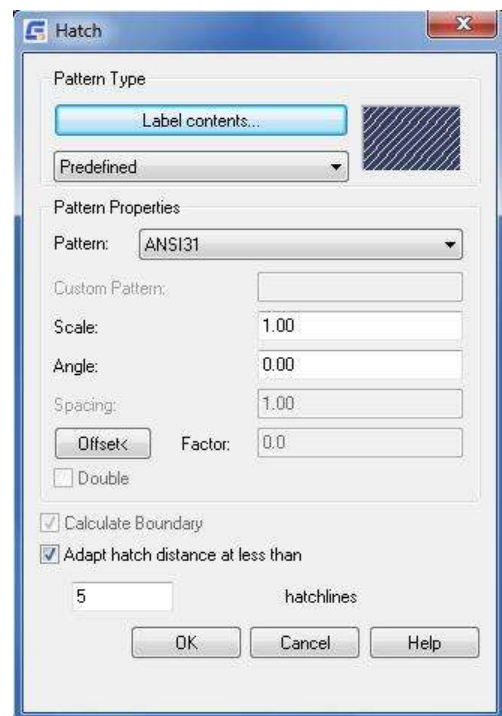 Hatch
Pattern Type
Label contents...
Predefined
Pattern Properties
Pattern: ANSI31
Custom Pattern:
Scale: 1.00
Angle: 0.00
Spacing: 1.00
Offset< Factor: 0.0
Double
Calculate Boundary
Adapt hatch distance at less than
5 hatchlines
OK Cancel Help